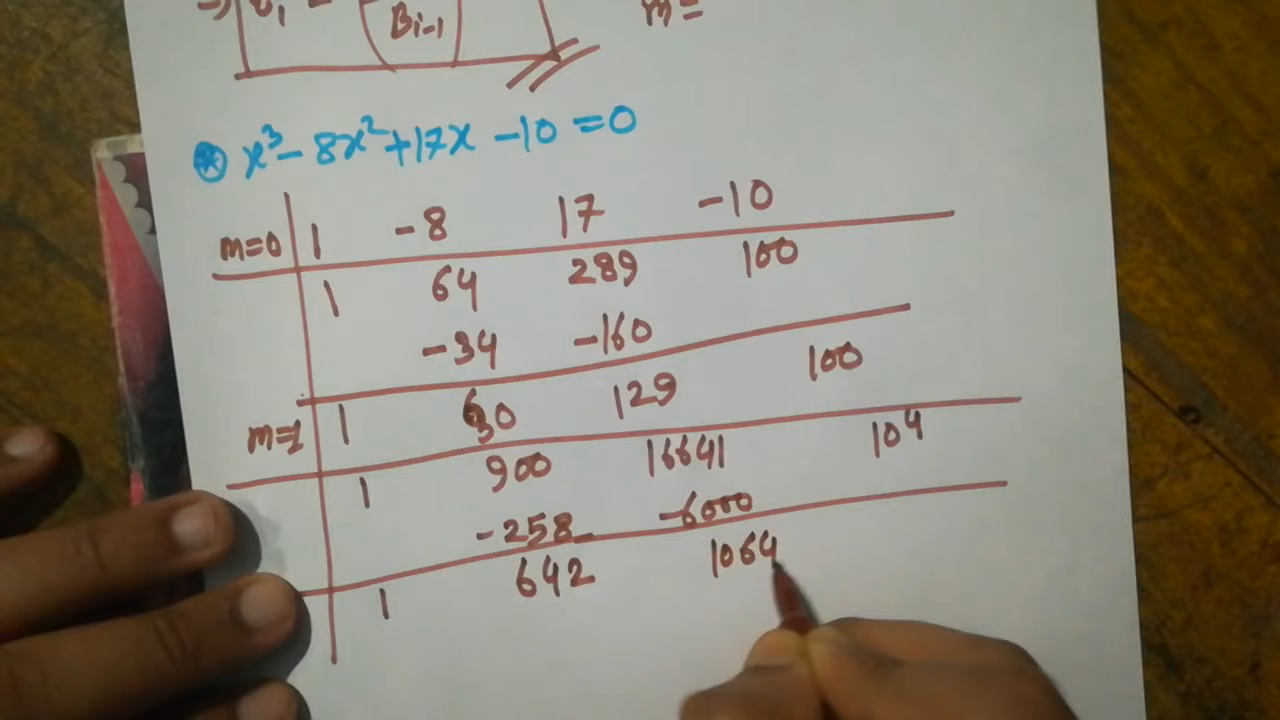 B_{i-1} m=
x³ - 8x² + 17x - 10 = 0
m=0 1 -8 17 -10
1 64 289 100
-34 -160
m=1 1 30 129 100
1 900 16641 10⁴
-258 -6000
1 642 1064